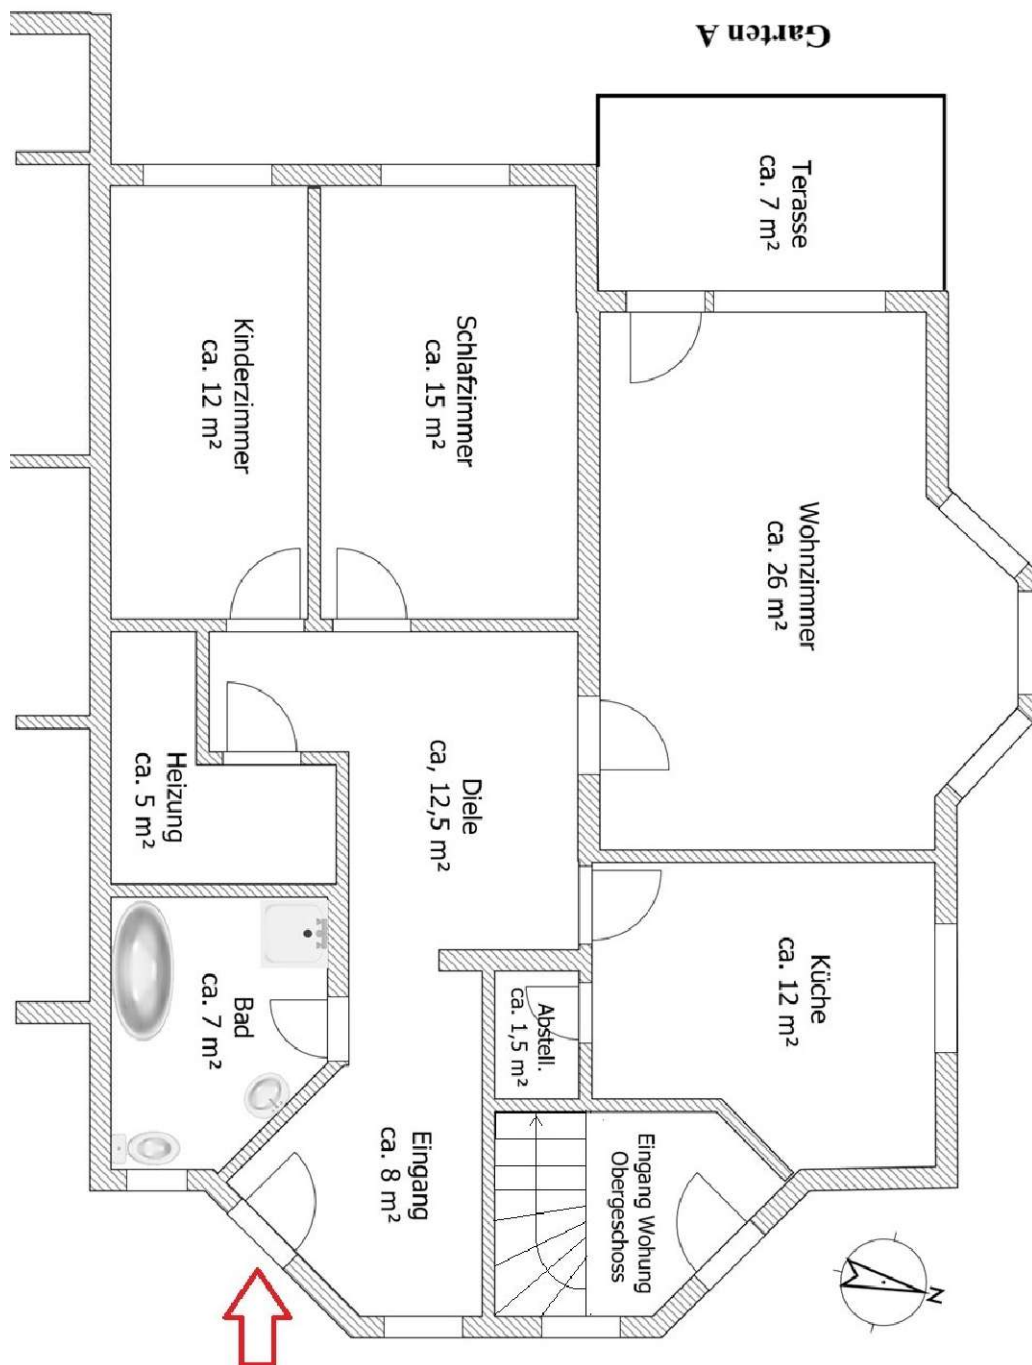 Garten A
Terasse
ca. 7 m²
Kinderzimmer
ca. 12 m²
Schlafzimmer
ca. 15 m²
Wohnzimmer
ca. 26 m²
Heizung
ca. 5 m²
Diele
ca, 12,5 m²
Küche
ca. 12 m²
Bad
ca. 7 m²
Abstell.
ca. 1,5 m²
Eingang
ca. 8 m²
Eingang Wohung
Obergeschoss
N